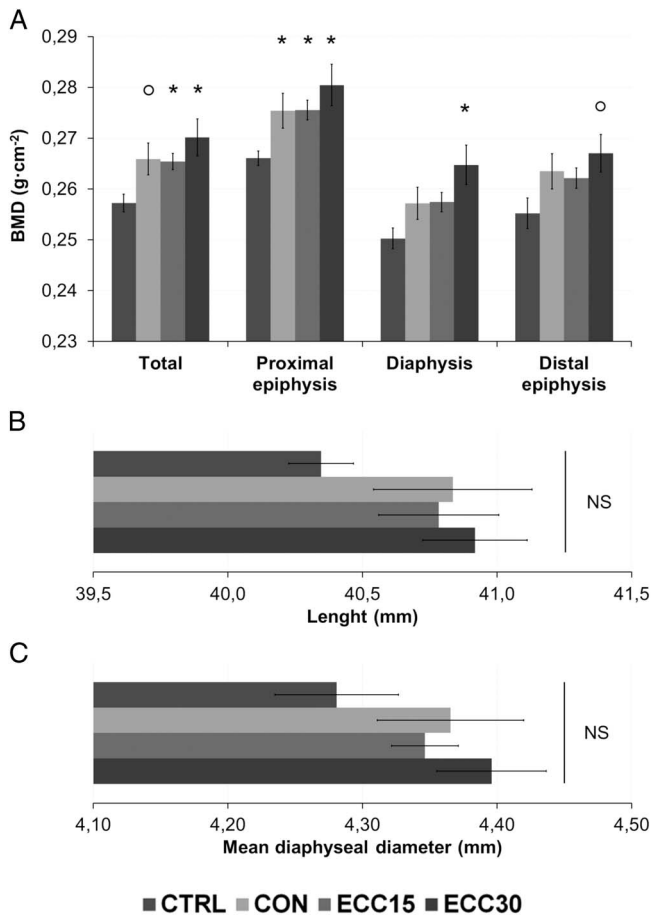 A
BMD (g·cm-2)
0,29
0,28
0,27
0,26
0,25
0,24
0,23
○ * *
* * *
*
○
Total
Proximal epiphysis
Diaphysis
Distal epiphysis
B
NS
39,5 40,0 40,5 41,0 41,5
Lenght (mm)
C
NS
4,10 4,20 4,30 4,40 4,50
Mean diaphyseal diameter (mm)
CTRL CON ECC15 ECC30